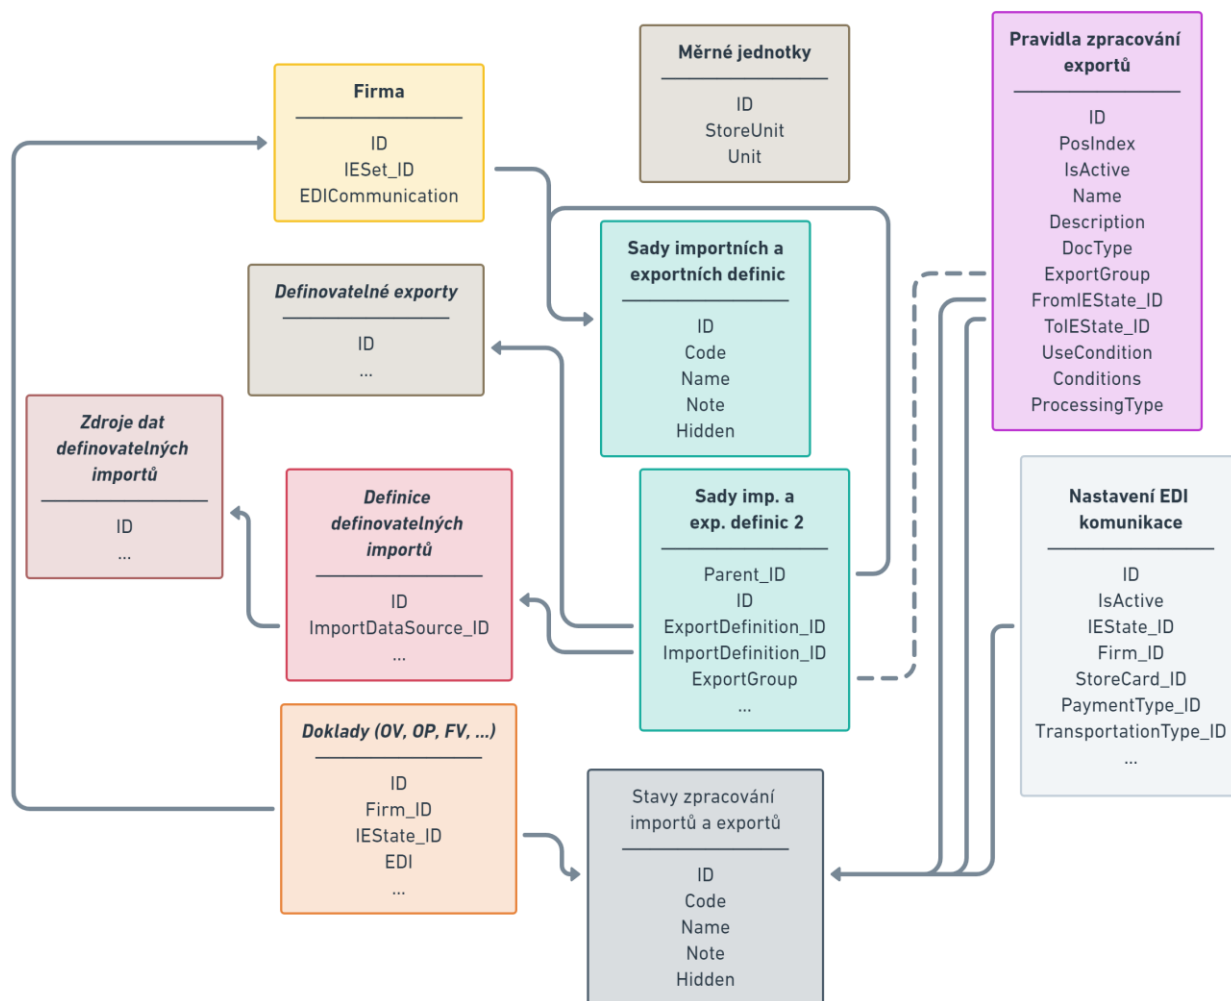 Firma
ID
IESet_ID
EDICommunication
Měrné jednotky
ID
StoreUnit
Unit
Pravidla zpracování
exportů
ID
PosIndex
IsActive
Name
Description
DocType
ExportGroup
FromIEState_ID
ToIEState_ID
UseCondition
Conditions
ProcessingType
Definovatelné exporty
ID
...
Sady importních a
exportních definic
ID
Code
Name
Note
Hidden
Zdroje dat
definovatelných
importů
ID
...
Definice
definovatelných
importů
ID
ImportDataSource_ID
...
Sady imp. a
exp. definic 2
Parent_ID
ID
ExportDefinition_ID
ImportDefinition_ID
ExportGroup
...
Nastavení EDI
komunikace
ID
IsActive
IEState_ID
Firm_ID
StoreCard_ID
PaymentType_ID
TransportationType_ID
...
Doklady (OV, OP, FV, ...)
ID
Firm_ID
IEState_ID
EDI
...
Stavy zpracování
importů a exportů
ID
Code
Name
Note
Hidden